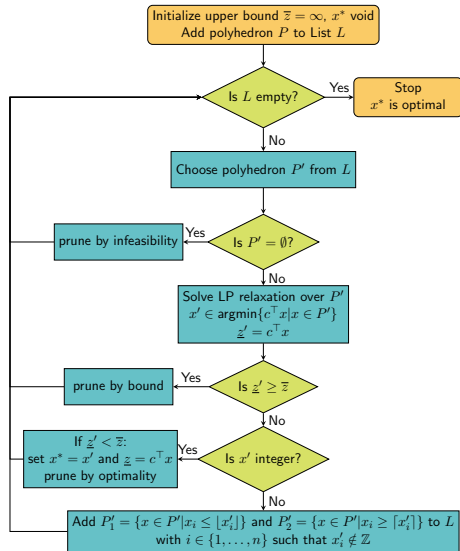 Initialize upper bound z̅ = ∞, x* void
Add polyhedron P to List L
Is L empty?
Yes
Stop
x* is optimal
No
Choose polyhedron P′ from L
Is P′ = ∅?
Yes
prune by infeasibility
No
Solve LP relaxation over P′
x′ ∈ argmin{c⊤x|x ∈ P′}
z̲′ = c⊤x
Is z̲′ ≥ z̅
Yes
prune by bound
No
Is x′ integer?
Yes
If z̲′ < z̅:
set x* = x′ and z̲ = c⊤x
prune by optimality
No
Add P′₁ = {x ∈ P′|xᵢ ≤ ⌊x′ᵢ⌋} and P′₂ = {x ∈ P′|xᵢ ≥ ⌈x′ᵢ⌉} to L
with i ∈ {1, . . . , n} such that x′ᵢ ∉ ℤ